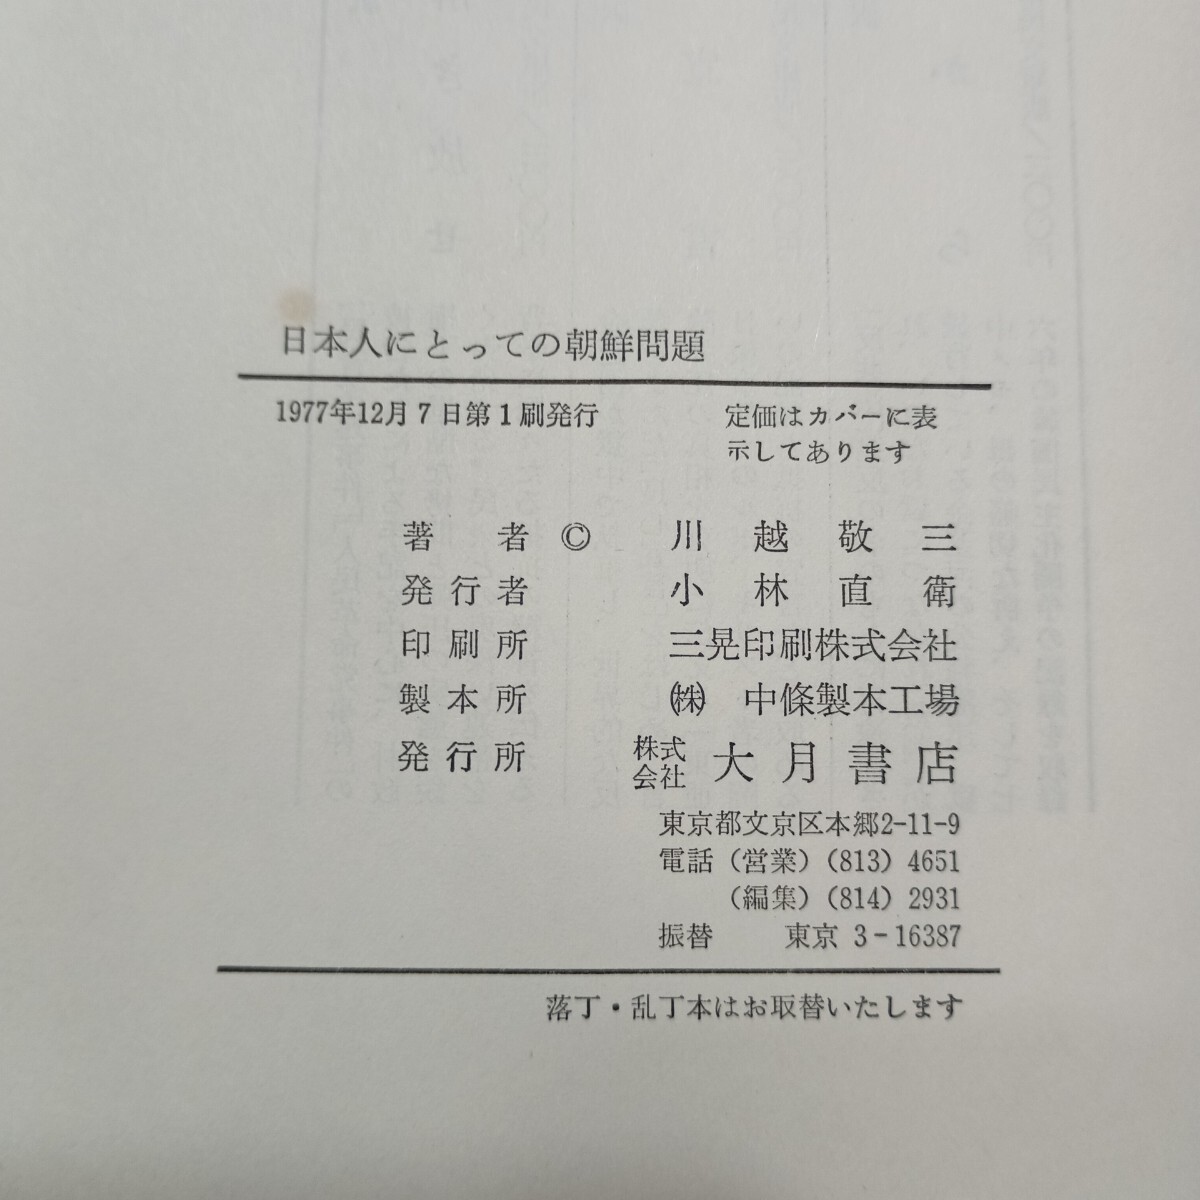 日本人にとっての朝鮮問題
1977年12月7日第1刷発行
定価はカバーに表
示してあります
著者© 川越敬三
発行者 小林直衛
印刷所 三晃印刷株式会社
製本所 ㈱ 中條製本工場
発行所 株式会社 大月書店
東京都文京区本郷2-11-9
電話（営業）(813) 4651
（編集）(814) 2931
振替 東京 3-16387
落丁・乱丁本はお取替いたします